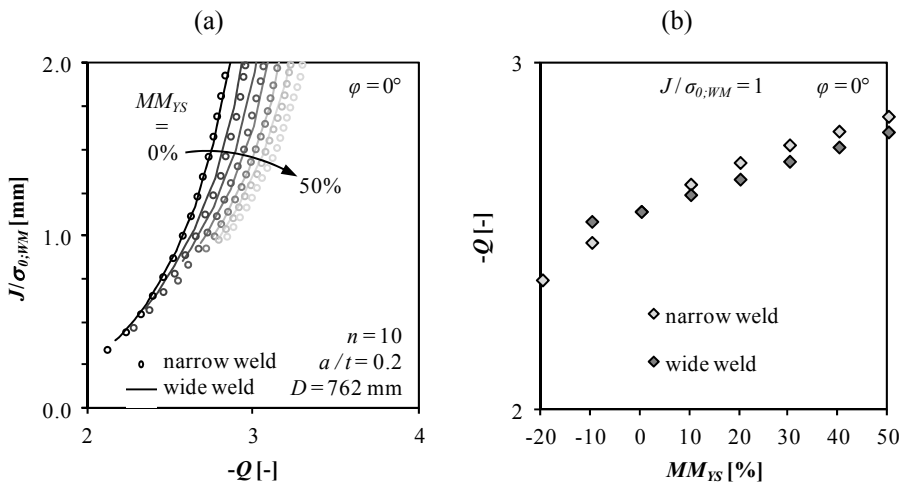 (a)
2.0
1.0
0.0
J/σ0;WM [mm]
MMYS
=
0%
50%
φ = 0°
n = 10
a / t = 0.2
D = 762 mm
narrow weld
wide weld
2 3 4
-Q [-]
(b)
3
2
-Q [-]
J / σ0;WM = 1 φ = 0°
narrow weld
wide weld
-20 -10 0 10 20 30 40 50
MMYS [%]